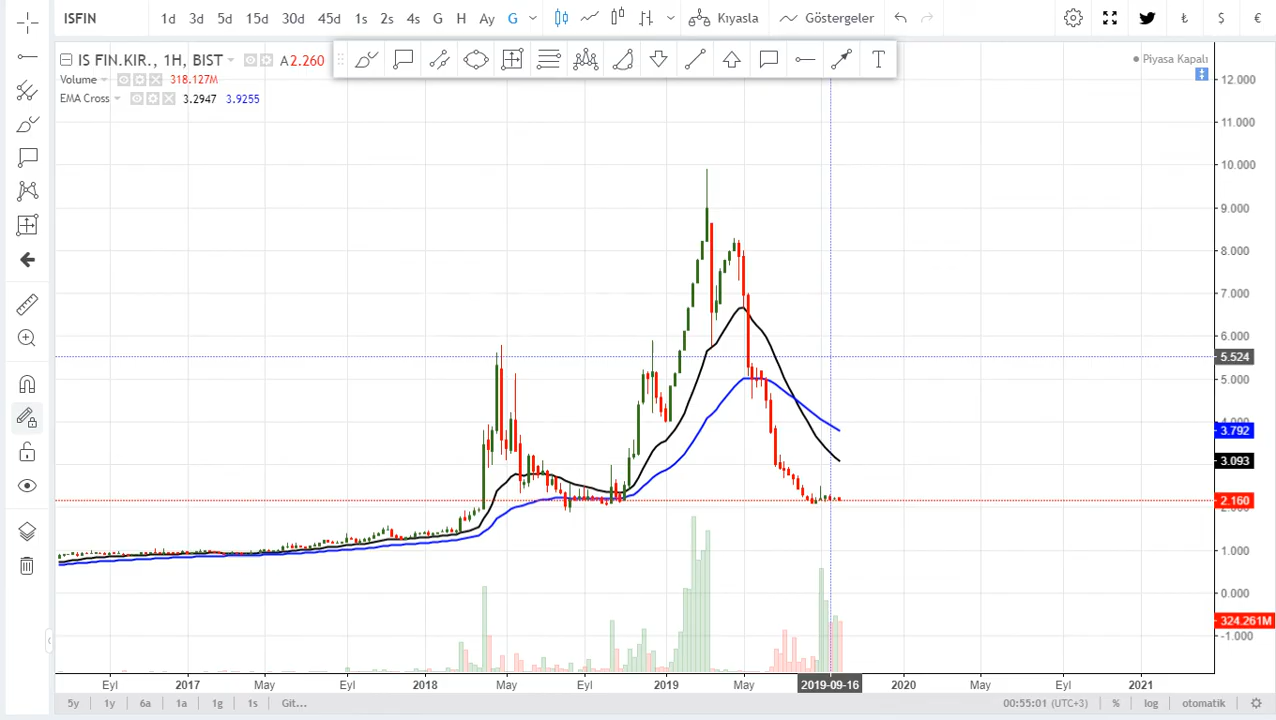 ISFIN 1d 3d 5d 15d 30d 45d 1s 2s 4s G H Ay G Kıyasla Göstergeler ₺ $ €
IS FIN.KIR. , 1H, BIST A2.260 T
Piyasa Kapalı
Volume 318.127M
EMA Cross 3.2947 3.9255
12.000
11.000
10.000
9.000
8.000
7.000
6.000
5.524
5.000
4.000
3.792
3.093
2.160
2.000
1.000
0.000
324.261M
-1.000
Eyl 2017 May Eyl 2018 May Eyl 2019 May 2019-09-16 2020 May Eyl 2021
5y 1y 6a 1a 1g 1s Git... 00:55:01 (UTC+3) % log otomatik